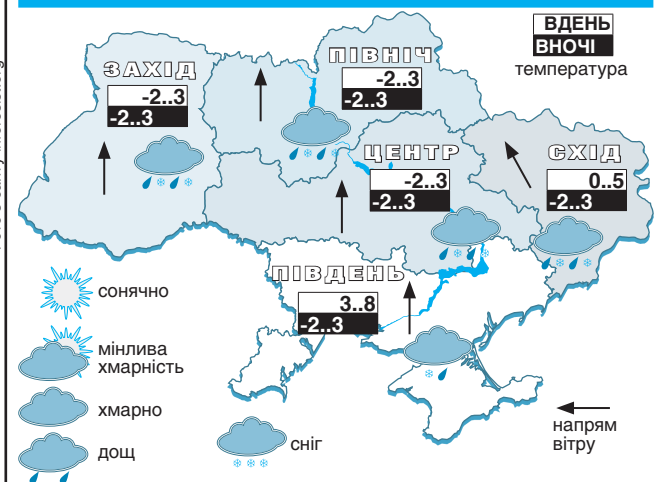 ВДЕНЬ
ВНОЧІ
температура
ПІВНІЧ
-2..3
-2..3
ЗАХІД
-2..3
-2..3
ЦЕНТР
-2..3
-2..3
СХІД
0..5
-2..3
ПІВДЕНЬ
3..8
-2..3
сонячно
мінлива
хмарність
хмарно
дощ
сніг
напрям
вітру